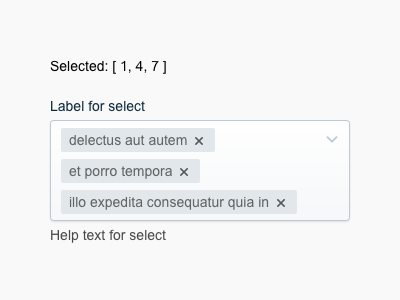 Selected: [ 1, 4, 7 ]
Label for select
delectus aut autem ×
et porro tempora ×
illo expedita consequatur quia in ×
Help text for select